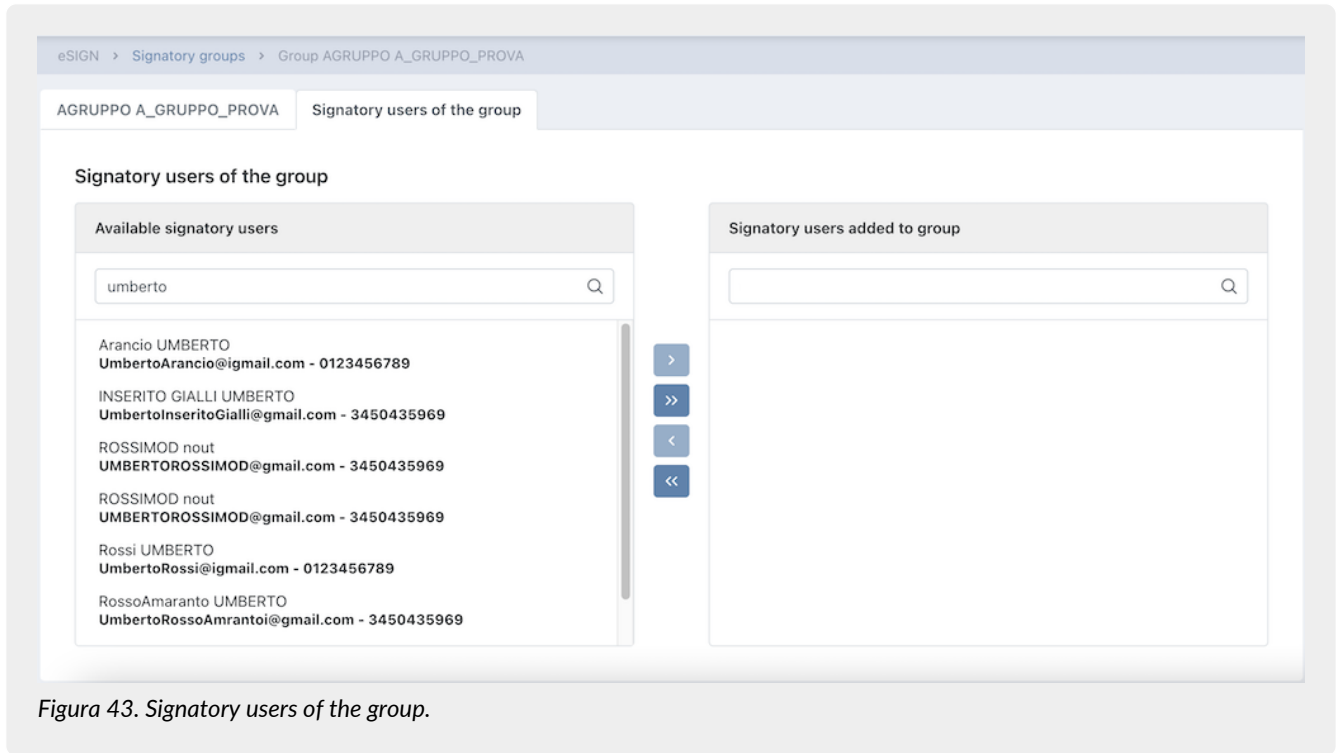 eSIGN > Signatory groups > Group AGRUPPO A_GRUPPO_PROVA
AGRUPPO A_GRUPPO_PROVA
Signatory users of the group
Signatory users of the group
Available signatory users
umberto
Arancio UMBERTO
UmbertoArancio@igmail.com - 0123456789
INSERITO GIALLI UMBERTO
UmbertoInseritoGialli@gmail.com - 3450435969
ROSSIMOD nout
UMBERTOROSSIMOD@gmail.com - 3450435969
ROSSIMOD nout
UMBERTOROSSIMOD@gmail.com - 3450435969
Rossi UMBERTO
UmbertoRossi@igmail.com - 0123456789
RossoAmaranto UMBERTO
UmbertoRossoAmrantoi@gmail.com - 3450435969
>
>>
<
<<
Signatory users added to group
Figura 43. Signatory users of the group.